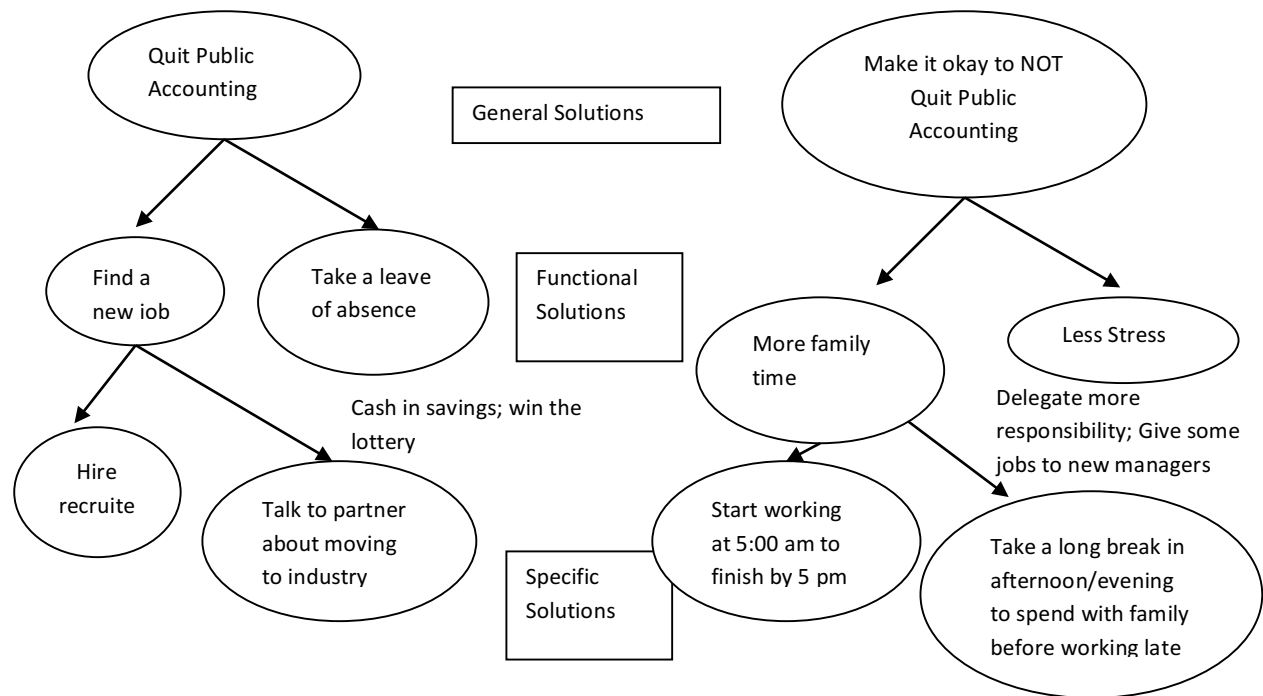 Quit Public
Accounting
General Solutions
Make it okay to NOT
Quit Public
Accounting
Find a
new iob
Take a leave
of absence
Functional
Solutions
More family
time
Less Stress
Cash in savings; win the
lottery
Delegate more
responsibility; Give some
jobs to new managers
Hire
recruite
Talk to partner
about moving
to industry
Specific
Solutions
Start working
at 5:00 am to
finish by 5 pm
Take a long break in
afternoon/evening
to spend with family
before working late